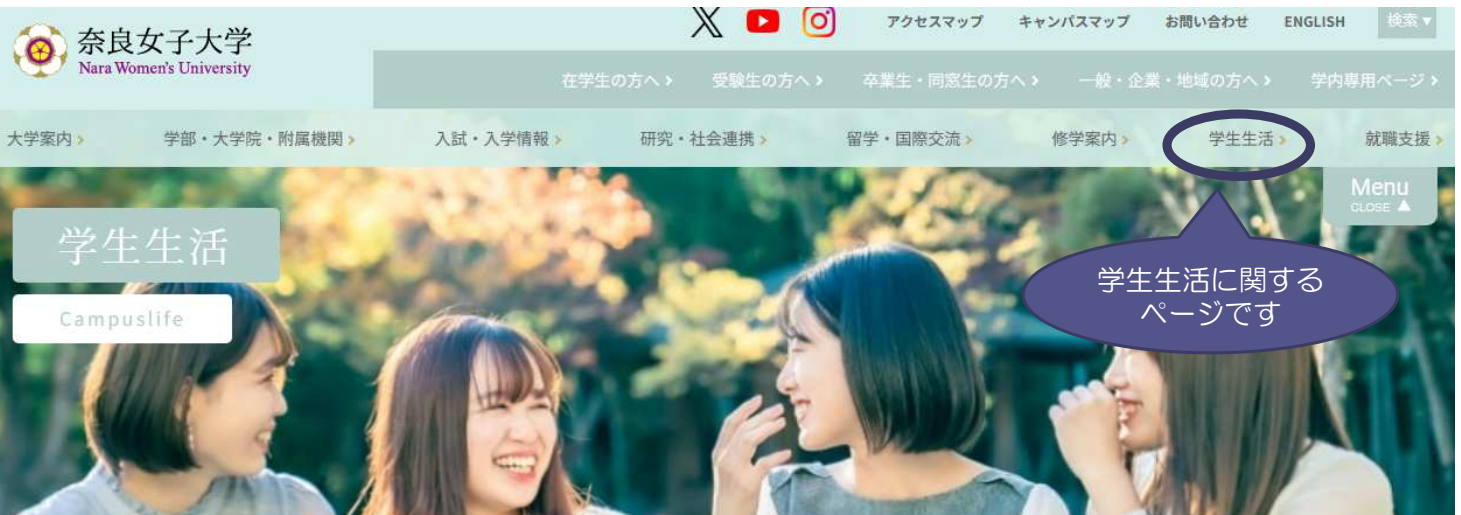 奈良女子大学
Nara Women's University
アクセスマップ キャンパスマップ お問い合わせ ENGLISH 検索▼
在学生の方へ > 受験生の方へ > 卒業生・同窓生の方へ > 一般・企業・地域の方へ > 学内専用ページ >
大学案内 > 学部・大学院・附属機関 > 入試・入学情報 > 研究・社会連携 > 留学・国際交流 > 修学案内 > 学生生活 > 就職支援 >
Menu
CLOSE ▲
学生生活
Campuslife
学生生活に関する
ページです